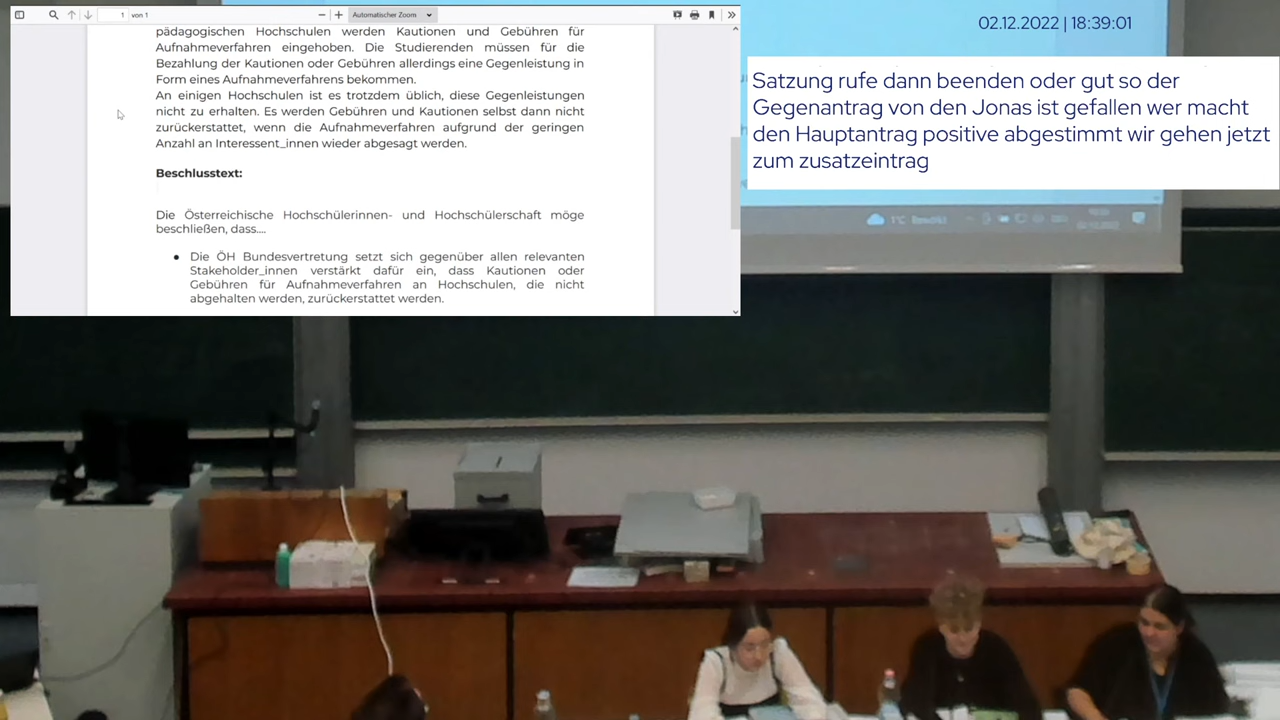 1 von 1
Automatischer Zoom
pädagogischen Hochschulen werden Kautionen und Gebühren für
Aufnahmeverfahren eingehoben. Die Studierenden müssen für die
Bezahlung der Kautionen oder Gebühren allerdings eine Gegenleistung in
Form eines Aufnahmeverfahrens bekommen.
An einigen Hochschulen ist es trotzdem üblich, diese Gegenleistungen
nicht zu erhalten. Es werden Gebühren und Kautionen selbst dann nicht
zurückerstattet, wenn die Aufnahmeverfahren aufgrund der geringen
Anzahl an Interessent_innen wieder abgesagt werden.
Beschlusstext:
Die Österreichische Hochschülerinnen- und Hochschülerschaft möge
beschließen, dass....
● Die ÖH Bundesvertretung setzt sich gegenüber allen relevanten
Stakeholder_innen verstärkt dafür ein, dass Kautionen oder
Gebühren für Aufnahmeverfahren an Hochschulen, die nicht
abgehalten werden, zurückerstattet werden.
02.12.2022 | 18:39:01
Satzung rufe dann beenden oder gut so der
Gegenantrag von den Jonas ist gefallen wer macht
den Hauptantrag positive abgestimmt wir gehen jetzt
zum zusatzeintrag
1°C